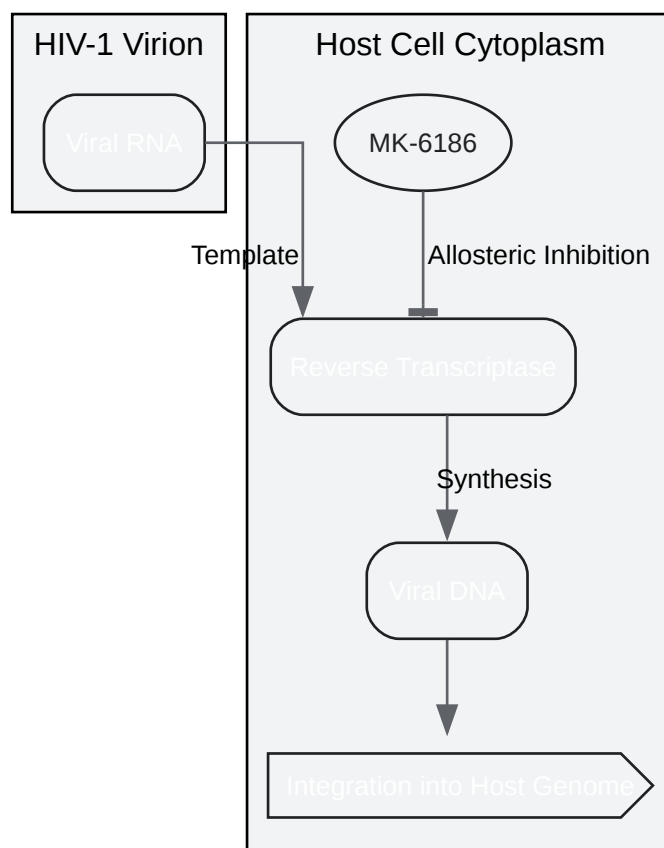 HIV-1 Virion
Host Cell Cytoplasm
Viral RNA
MK-6186
Template
Allosteric Inhibition
Reverse Transcriptase
Synthesis
Viral DNA
Integration into Host Genome